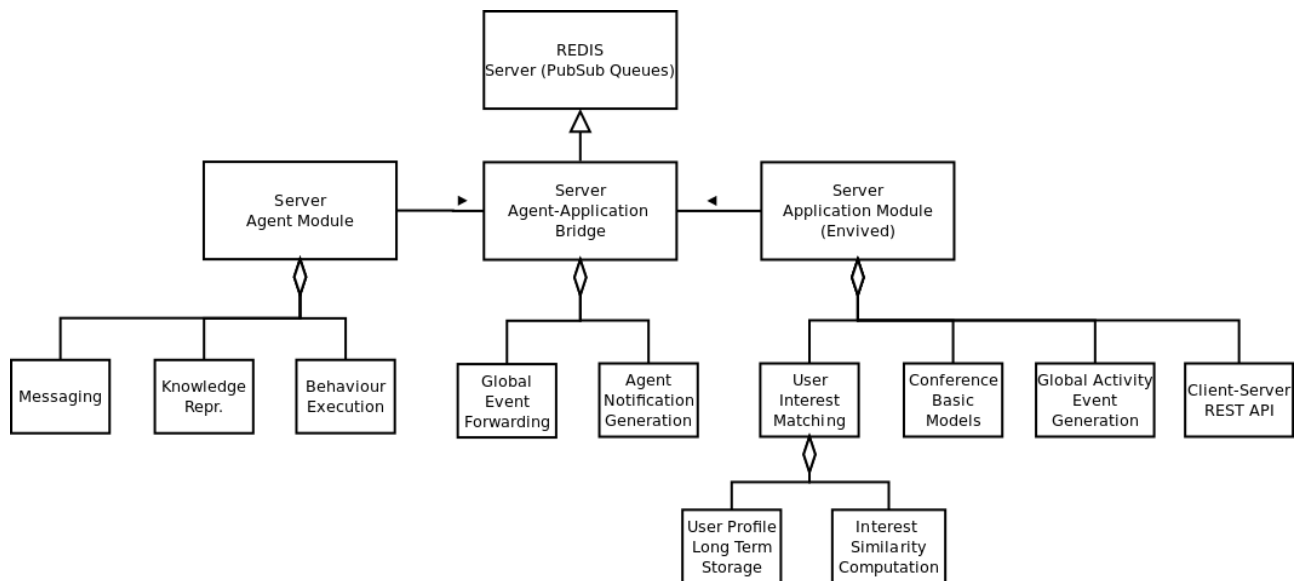 REDIS
Server (PubSub Queues)
Server
Agent Module
Server
Agent-Application
Bridge
Server
Application Module
(Envived)
Messaging
Knowledge
Repr.
Behaviour
Execution
Global
Event
Forwarding
Agent
Notification
Generation
User
Interest
Matching
Conference
Basic
Models
Global Activity
Event
Generation
Client-Server
REST API
User Profile
Long Term
Storage
Interest
Similarity
Computation